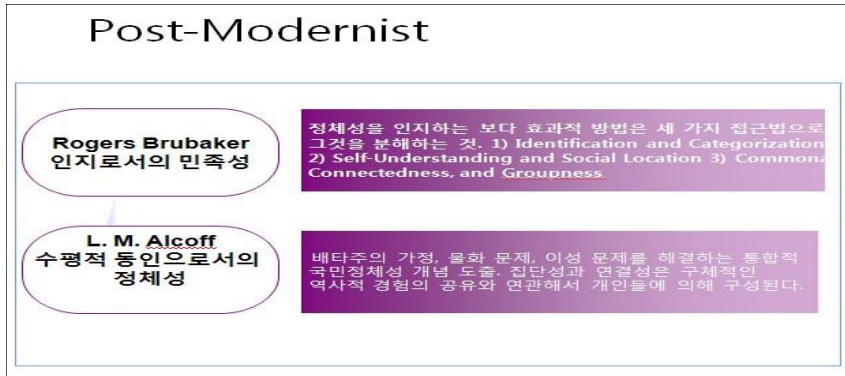 Post-Modernist
Rogers Brubaker
인지로서의 민족성
정체성을 인지하는 보다 효과적 방법은 세 가지 접근법으로
그것을 분해하는 것. 1) Identification and Categorization
2) Self-Understanding and Social Location 3)
Connectedness, and Groupness
L. M. Alcoff
수평적 동인으로서의
정체성
배타주의 가정, 물화 문제, 이성 문제를 해결하는 통합적
국민정체성 개념 도출. 집단성과 연결성은 구체적인
역사적 경험의 공유와 연관해서 개인들에 의해 구성된다.